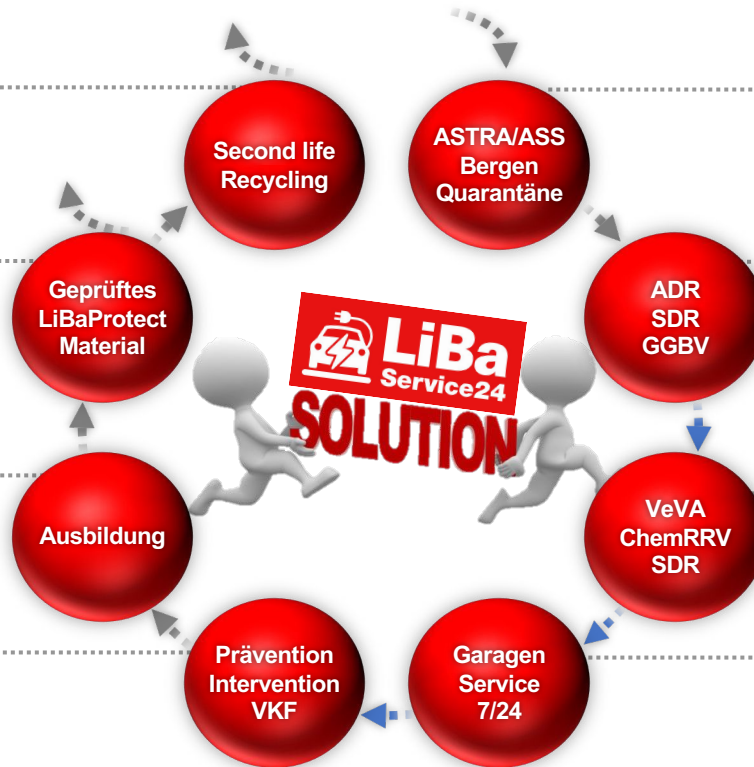 Second life
Recycling
ASTRA/ASS
Bergen
Quarantäne
Geprüftes
LiBaProtect
Material
ADR
SDR
GGBV
LiBa
Service24
SOLUTION
Ausbildung
VeVA
ChemRRV
SDR
Prävention
Intervention
VKF
Garagen
Service
7/24